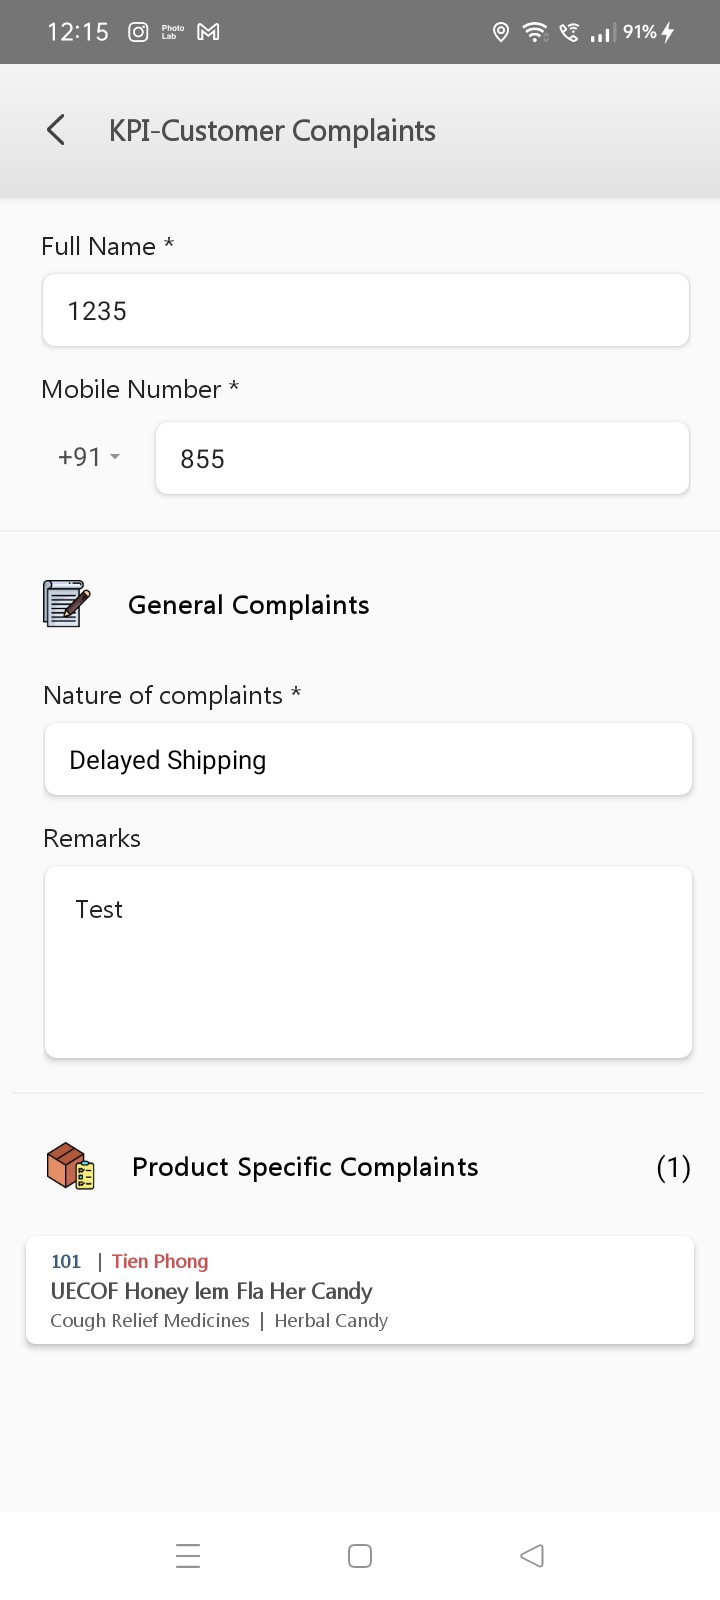 12:15 Photo Lab 91%
KPI-Customer Complaints
Full Name *
1235
Mobile Number *
+91 855
General Complaints
Nature of complaints *
Delayed Shipping
Remarks
Test
Product Specific Complaints (1)
101 | Tien Phong
UECOF Honey lem Fla Her Candy
Cough Relief Medicines | Herbal Candy